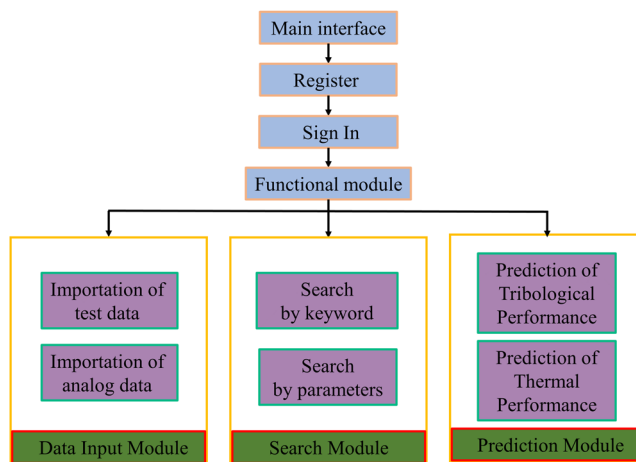 Main interface
Register
Sign In
Functional module
Importation of
test data
Importation of
analog data
Data Input Module
Search
by keyword
Search
by parameters
Search Module
Prediction of
Tribological
Performance
Prediction of
Thermal
Performance
Prediction Module